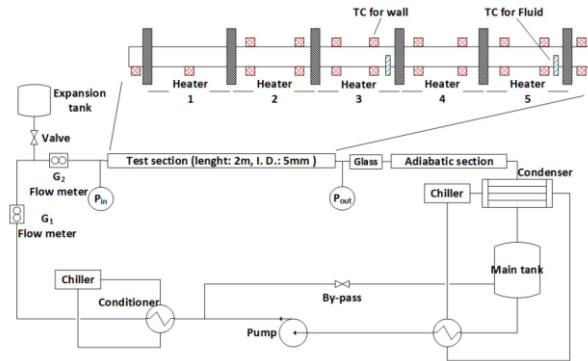 TC for wall
TC for Fluid
Heater
1
Heater
2
Heater
3
Heater
4
Heater
5
Expansion
tank
Valve
G2
Flow meter
Pin
Test section (lenght: 2m, I. D.: 5mm )
Pout
Glass
Adiabatic section
Condenser
Chiller
G1
Flow meter
Chiller
Conditioner
By-pass
Main tank
Pump